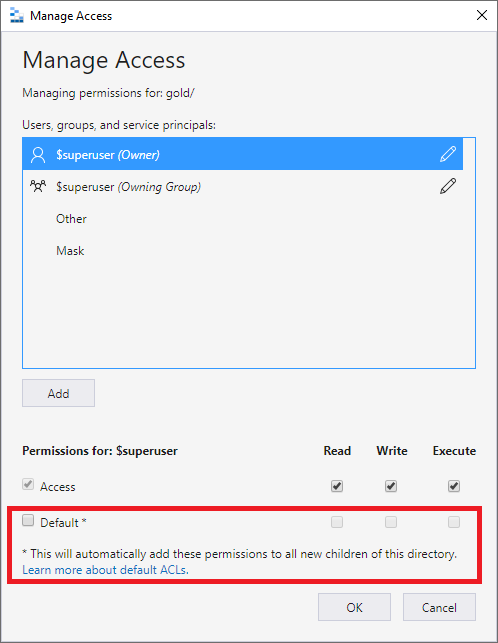 Manage Access
Manage Access
Managing permissions for: gold/
Users, groups, and service principals:
$superuser (Owner)
$superuser (Owning Group)
Other
Mask
Add
Permissions for: $superuser Read Write Execute
Access
Default *
* This will automatically add these permissions to all new children of this directory.
Learn more about default ACLs.
OK Cancel